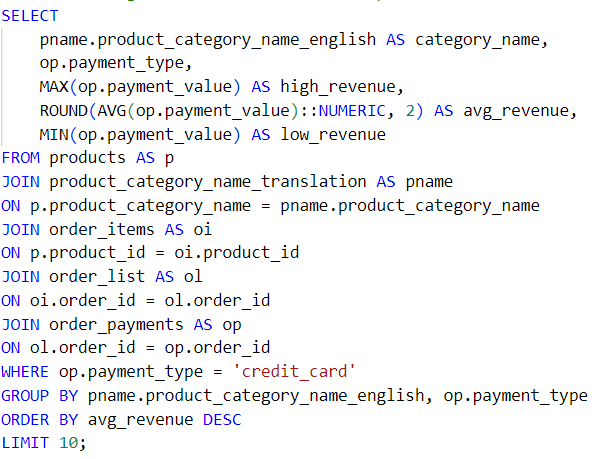 SELECT
pname.product_category_name_english AS category_name,
op.payment_type,
MAX(op.payment_value) AS high_revenue,
ROUND(AVG(op.payment_value)::NUMERIC, 2) AS avg_revenue,
MIN(op.payment_value) AS low_revenue
FROM products AS p
JOIN product_category_name_translation AS pname
ON p.product_category_name = pname.product_category_name
JOIN order_items AS oi
ON p.product_id = oi.product_id
JOIN order_list AS ol
ON oi.order_id = ol.order_id
JOIN order_payments AS op
ON ol.order_id = op.order_id
WHERE op.payment_type = 'credit_card'
GROUP BY pname.product_category_name_english, op.payment_type
ORDER BY avg_revenue DESC
LIMIT 10;